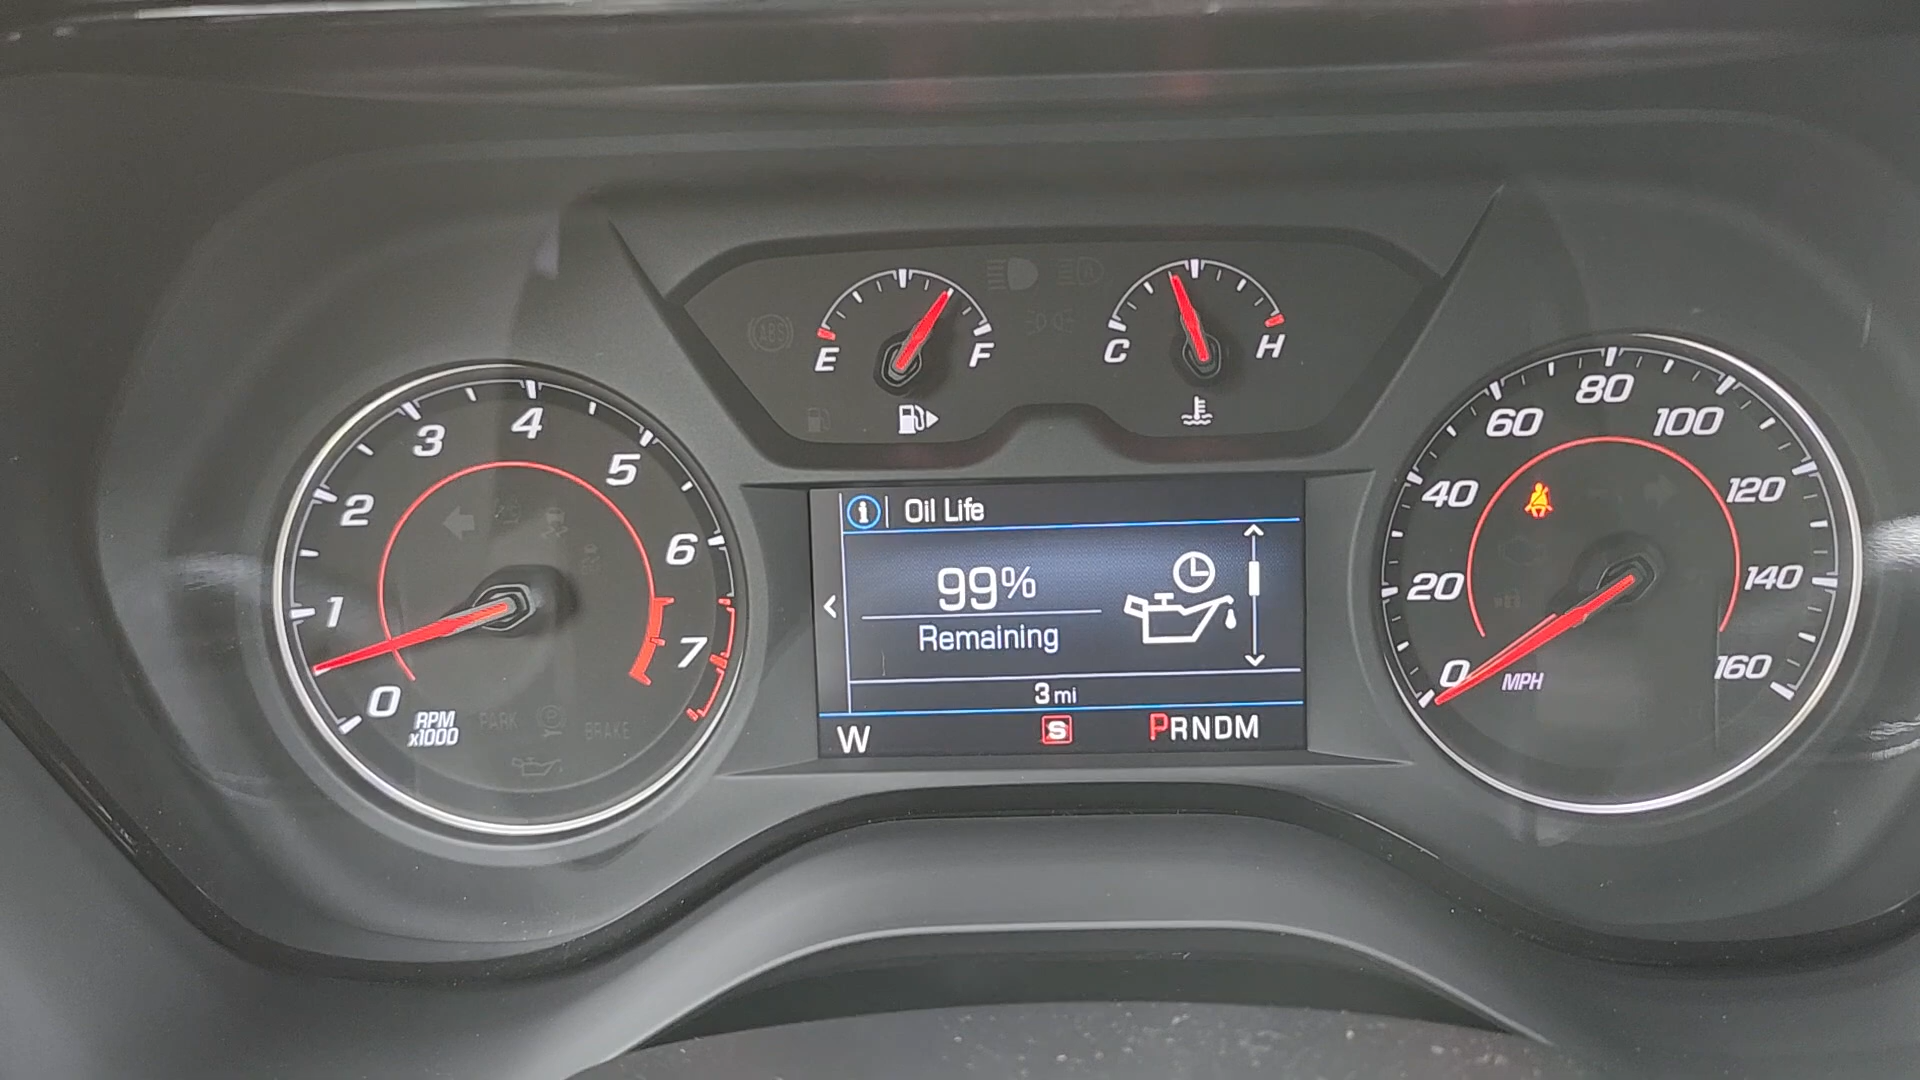 ABS
E
F
C
H
0
1
2
3
4
5
6
7
RPM
x1000
PARK
BRAKE
i Oil Life
99%
Remaining
3 mi
W
S
PRNDM
0
20
40
60
80
100
120
140
160
MPH